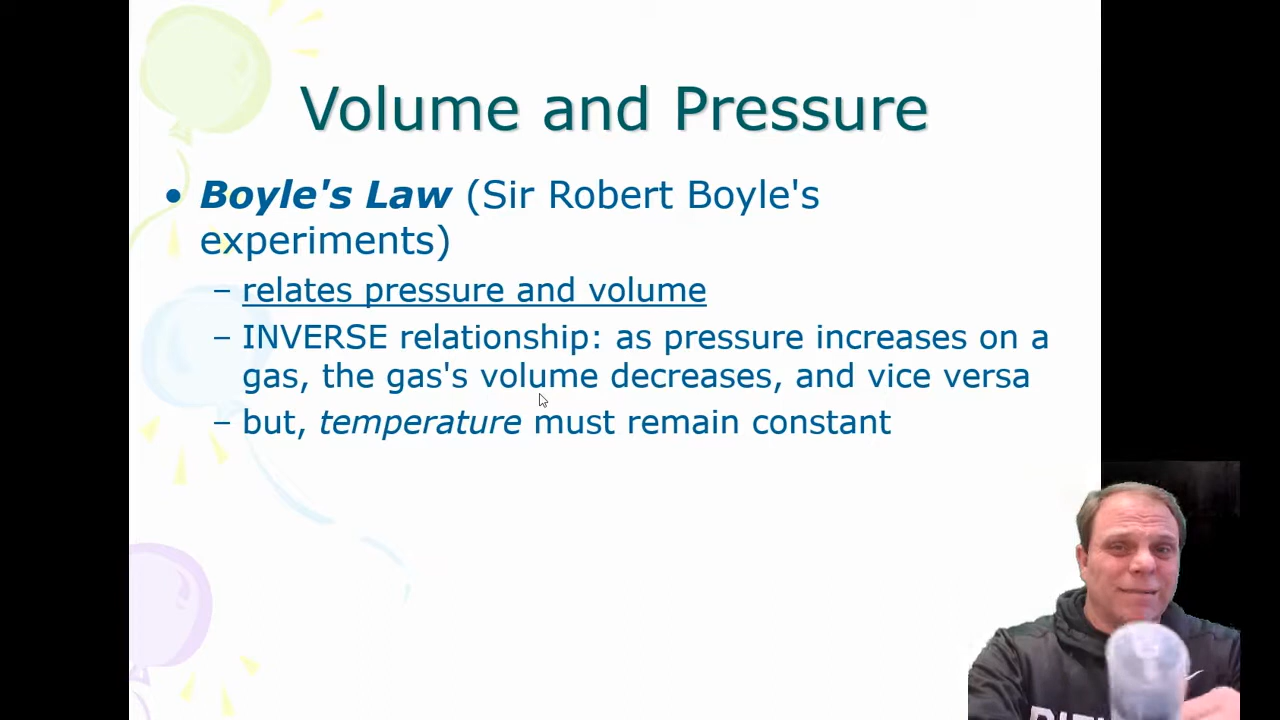 Volume and Pressure
• Boyle's Law (Sir Robert Boyle's
experiments)
– relates pressure and volume
– INVERSE relationship: as pressure increases on a
gas, the gas's volume decreases, and vice versa
– but, temperature must remain constant